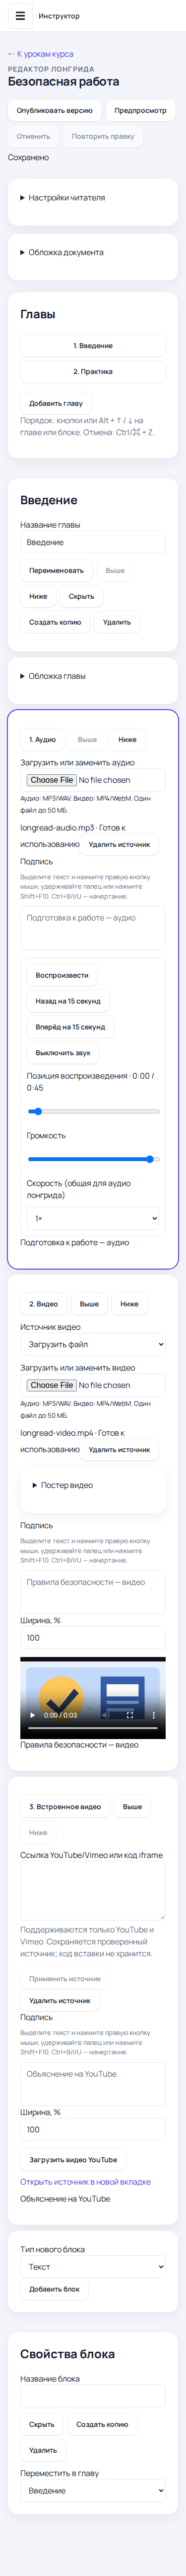 ☰ Инструктор
← К урокам курса
РЕДАКТОР ЛОНГРИДА
Безопасная работа
Опубликовать версию Предпросмотр
Отменить Повторить правку
Сохранено
▶ Настройки читателя
▶ Обложка документа
Главы
1. Введение
2. Практика
Добавить главу
Порядок: кнопки или Alt + ↑ / ↓ на
главе или блоке. Отмена: Ctrl/⌘ + Z.
Введение
Название главы
Введение
Переименовать Выше
Ниже Скрыть
Создать копию Удалить
▶ Обложка главы
1. Аудио Выше Ниже
Загрузить или заменить аудио
Choose File No file chosen
Аудио: MP3/WAV. Видео: MP4/WebM. Один
файл до 50 МБ.
longread-audio.mp3 · Готов к
использованию Удалить источник
Подпись
Выделите текст и нажмите правую кнопку
мыши, удерживайте палец или нажмите
Shift+F10. Ctrl+B/I/U — начертание.
Подготовка к работе — аудио
Воспроизвести
Назад на 15 секунд
Вперёд на 15 секунд
Выключить звук
Позиция воспроизведения · 0:00 /
0:45
Громкость
Скорость (общая для аудио
лонгрида)
1×
Подготовка к работе — аудио
2. Видео Выше Ниже
Источник видео
Загрузить файл
Загрузить или заменить видео
Choose File No file chosen
Аудио: MP3/WAV. Видео: MP4/WebM. Один
файл до 50 МБ.
longread-video.mp4 · Готов к
использованию Удалить источник
▶ Постер видео
Подпись
Выделите текст и нажмите правую кнопку
мыши, удерживайте палец или нажмите
Shift+F10. Ctrl+B/I/U — начертание.
Правила безопасности — видео
Ширина, %
100
0:00 / 0:03
Правила безопасности — видео
3. Встроенное видео Выше
Ниже
Ссылка YouTube/Vimeo или код iframe
Поддерживаются только YouTube и
Vimeo. Сохраняется проверенный
источник; код вставки не хранится.
Применить источник
Удалить источник
Подпись
Выделите текст и нажмите правую кнопку
мыши, удерживайте палец или нажмите
Shift+F10. Ctrl+B/I/U — начертание.
Объяснение на YouTube
Ширина, %
100
Загрузить видео YouTube
Открыть источник в новой вкладке
Объяснение на YouTube
Тип нового блока
Текст
Добавить блок
Свойства блока
Название блока
Скрыть Создать копию
Удалить
Переместить в главу
Введение